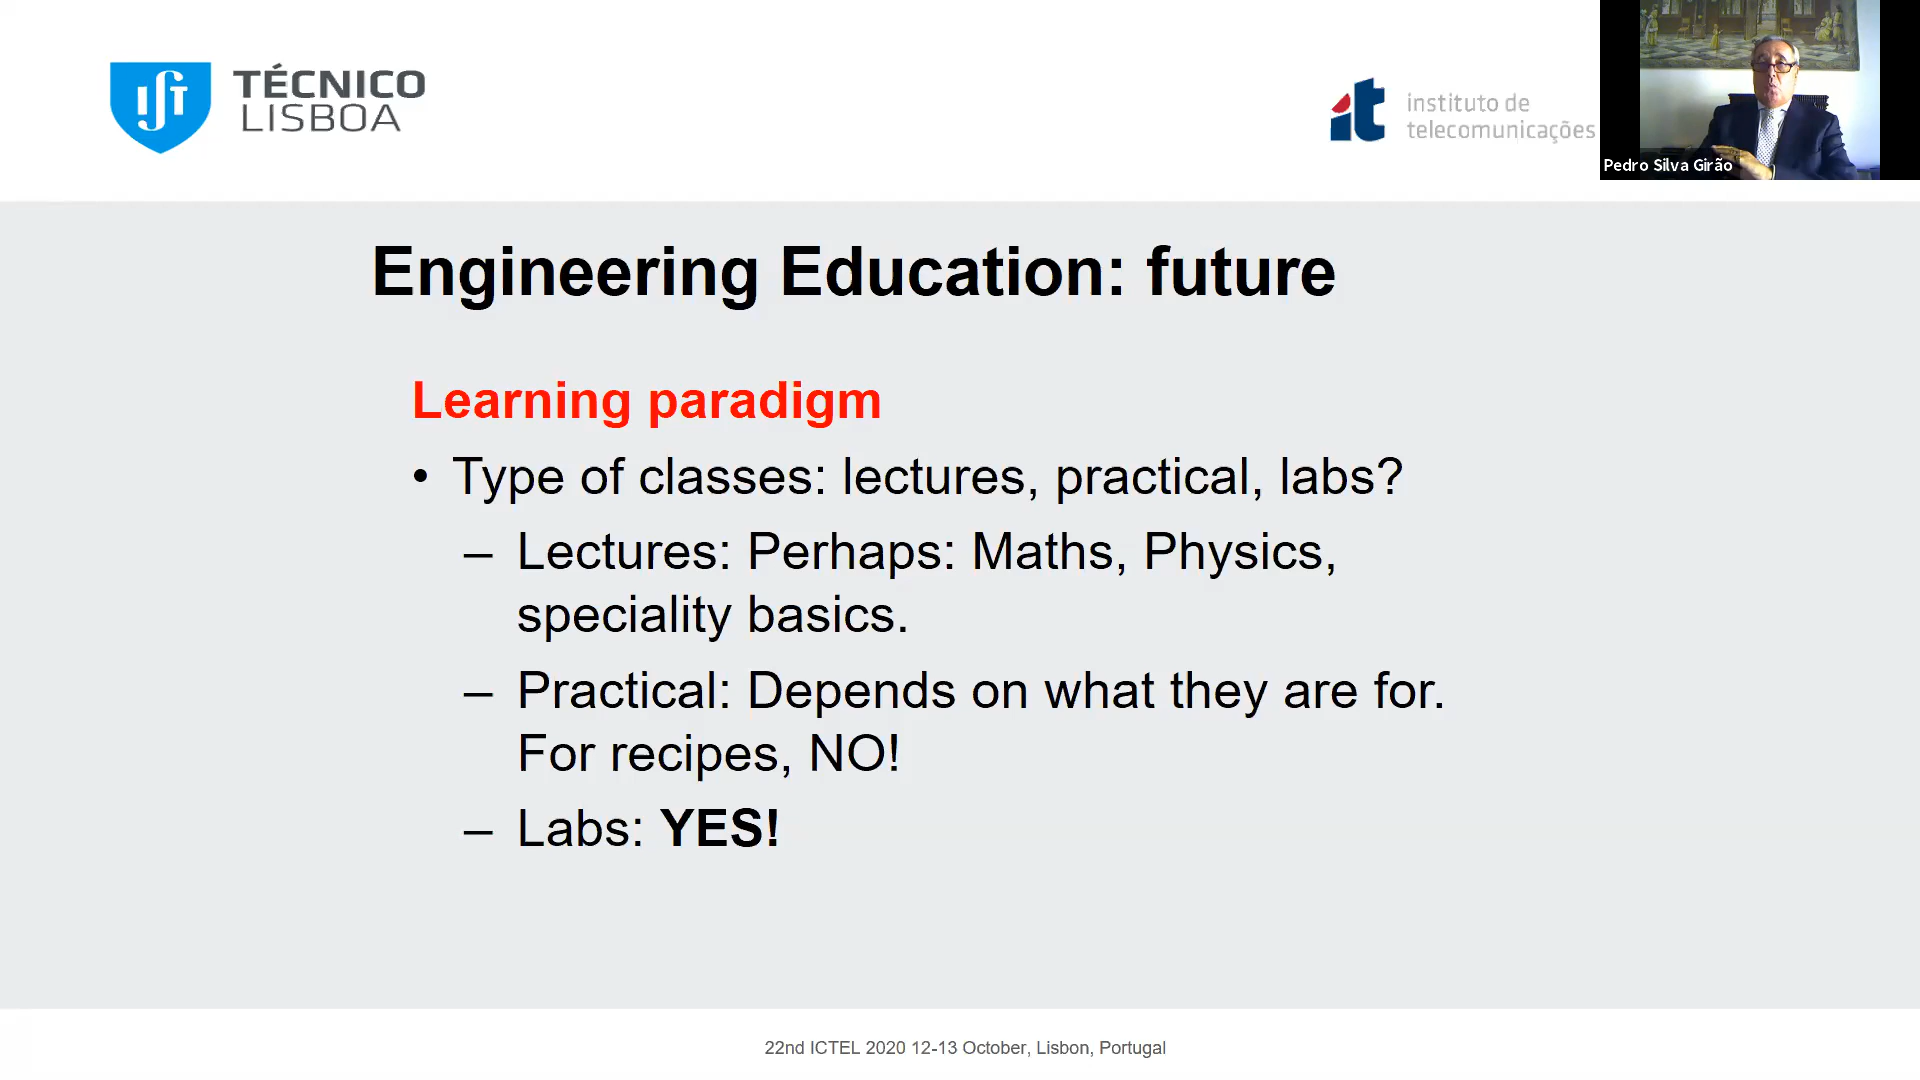 TÉCNICO
LISBOA
instituto de
telecomunicações
Pedro Silva Girão
Engineering Education: future
Learning paradigm
• Type of classes: lectures, practical, labs?
– Lectures: Perhaps: Maths, Physics,
speciality basics.
– Practical: Depends on what they are for.
For recipes, NO!
– Labs: YES!
22nd ICTEL 2020 12-13 October, Lisbon, Portugal